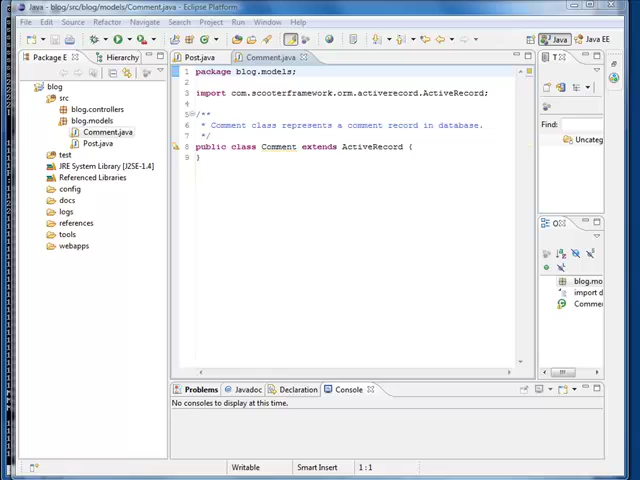 Java - blog/src/blog/models/Comment.java - Eclipse Platform
File Edit Source Refactor Navigate Search Project Run Window Help
Java Java EE
Package E Hierarchy
Post.java Comment.java
blog
src
blog.controllers
blog.models
Comment.java
Post.java
test
JRE System Library [J2SE-1.4]
Referenced Libraries
config
docs
logs
references
tools
webapps
1 package blog.models;
2
3 import com.scooterframework.orm.activerecord.ActiveRecord;
4
5 /**
6 * Comment class represents a comment record in database.
7 */
8 public class Comment extends ActiveRecord {
9 }
T
Find:
Uncateg
O
blog.mo
import d
Comme
Problems Javadoc Declaration Console
No consoles to display at this time.
Writable Smart Insert 1 : 1